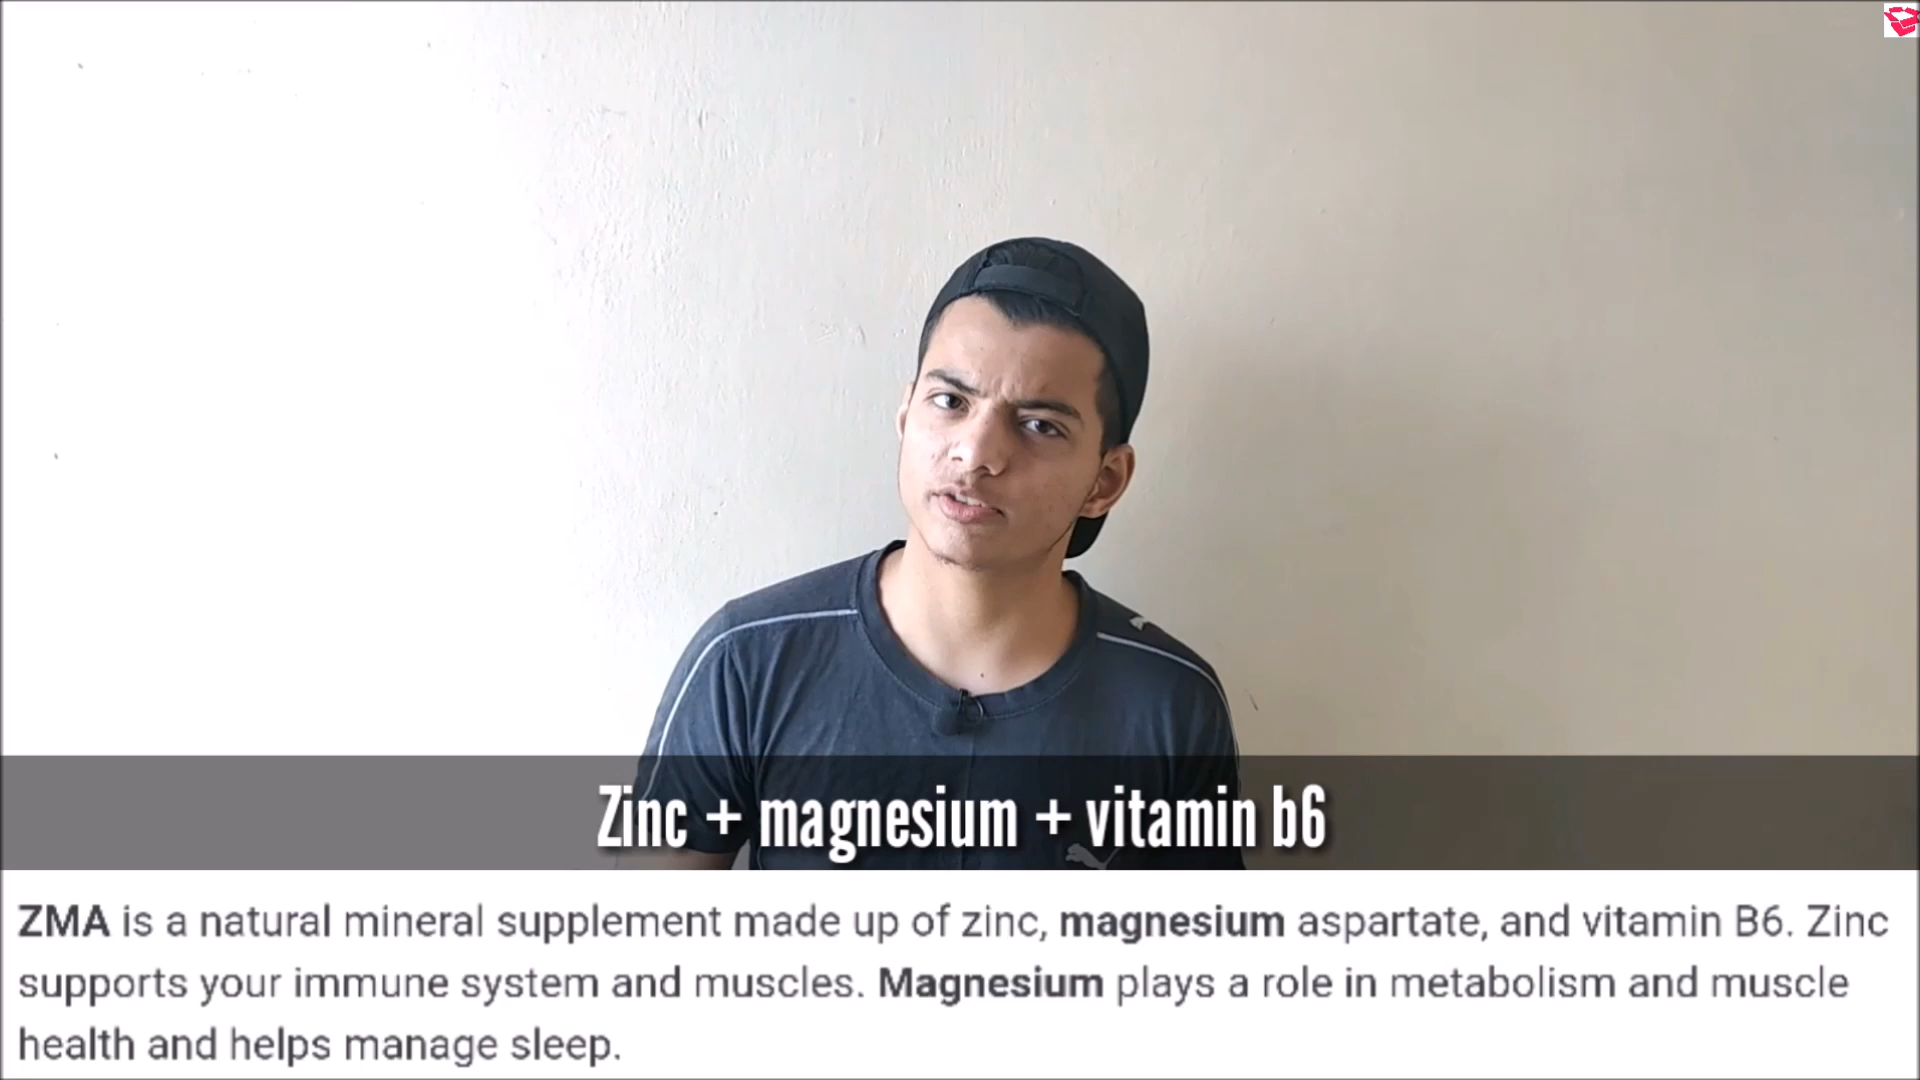 Zinc + magnesium + vitamin b6
ZMA is a natural mineral supplement made up of zinc, magnesium aspartate, and vitamin B6. Zinc
supports your immune system and muscles. Magnesium plays a role in metabolism and muscle
health and helps manage sleep.